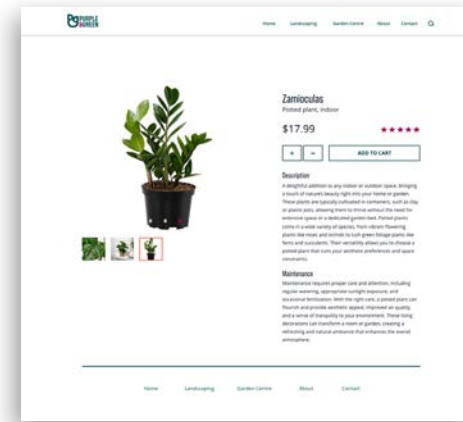 PURPLE
&GREEN
Home Landscaping Garden Centre About Contact
Zamioculas
Potted plant, indoor
$17.99
+ − ADD TO CART
Description
A delightful addition to any indoor or outdoor space, bringing
a touch of nature's beauty right into your home or garden.
These plants are typically cultivated in containers, such as clay
or plastic pots, allowing them to thrive without the need for
extensive space or a dedicated garden bed. Potted plants
come in a wide variety of species, from vibrant flowering
plants like roses and orchids to lush green foliage plants like
ferns and succulents. Their versatility allows you to choose a
potted plant that suits your aesthetic preferences and space
constraints.
Maintenance
Maintenance requires proper care and attention, including
regular watering, appropriate sunlight exposure, and
occasional fertilization. With the right care, a potted plant can
flourish and provide aesthetic appeal, improved air quality,
and a sense of tranquility to your environment. These living
decorations can transform a room or garden, creating a
refreshing and natural ambiance that enhances the overall
atmosphere.
Home Landscaping Garden Centre About Contact